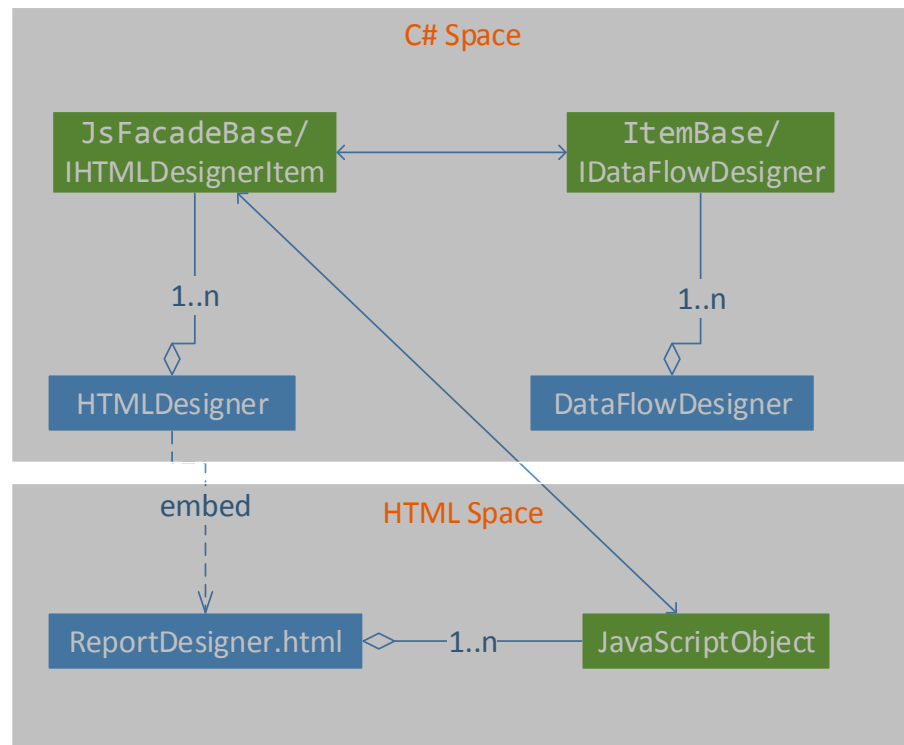 C# Space
JsFacadeBase/
IHTMLDesignerItem
ItemBase/
IDataFlowDesigner
1..n
1..n
HTMLDesigner
DataFlowDesigner
embed
HTML Space
ReportDesigner.html
1..n
JavaScriptObject